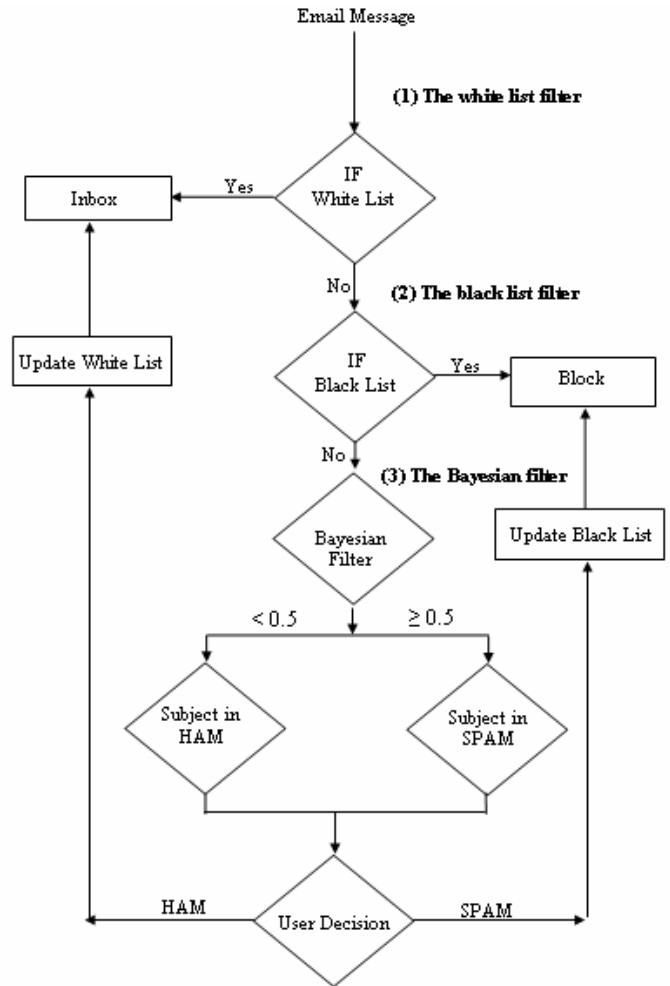 Email Message
(1) The white list filter
IF
White List
Yes
Inbox
No
(2) The black list filter
Update White List
IF
Black List
Yes
Block
No
(3) The Bayesian filter
Bayesian
Filter
Update Black List
< 0.5
≥ 0.5
Subject in
HAM
Subject in
SPAM
HAM
User Decision
SPAM